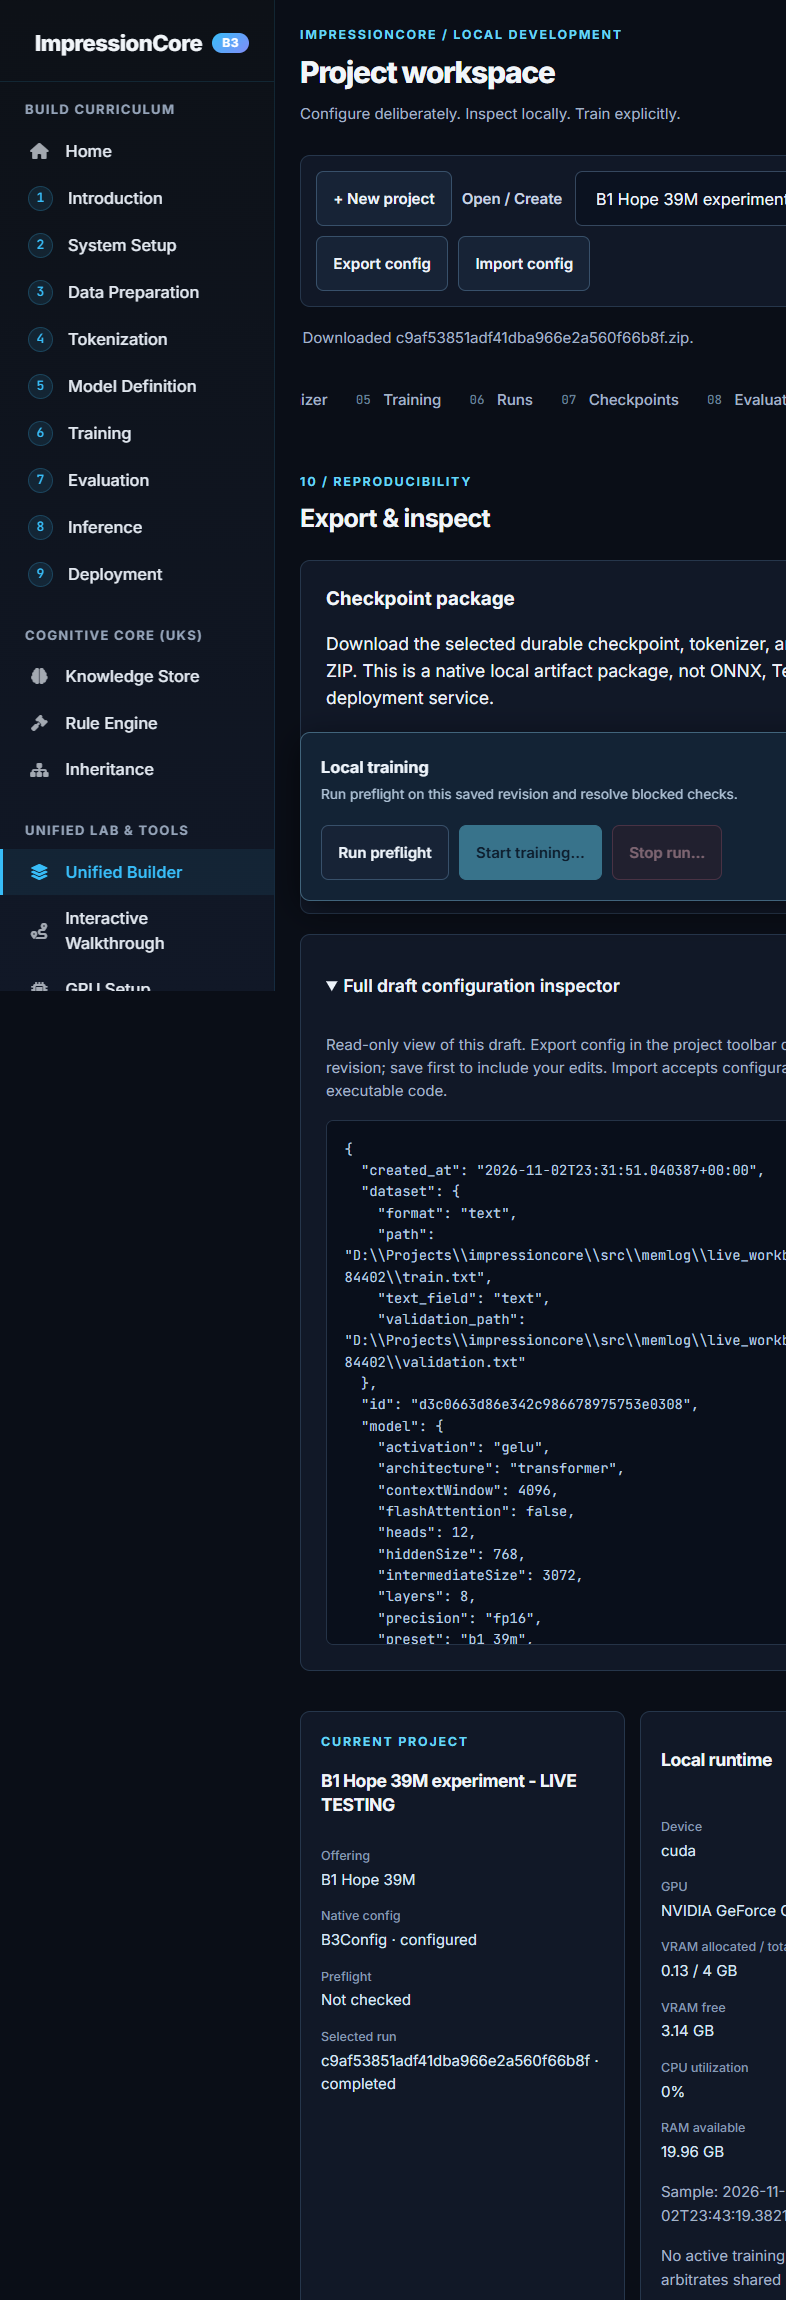 ImpressionCore B3
BUILD CURRICULUM
Home
1 Introduction
2 System Setup
3 Data Preparation
4 Tokenization
5 Model Definition
6 Training
7 Evaluation
8 Inference
9 Deployment
COGNITIVE CORE (UKS)
Knowledge Store
Rule Engine
Inheritance
UNIFIED LAB & TOOLS
Unified Builder
Interactive
Walkthrough
GPU Setup
IMPRESSIONCORE / LOCAL DEVELOPMENT
Project workspace
Configure deliberately. Inspect locally. Train explicitly.
+ New project Open / Create B1 Hope 39M experiment
Export config Import config
Downloaded c9af53851adf41dba966e2a560f66b8f.zip.
izer 05 Training 06 Runs 07 Checkpoints 08 Evaluat
10 / REPRODUCIBILITY
Export & inspect
Checkpoint package
Download the selected durable checkpoint, tokenizer, a
ZIP. This is a native local artifact package, not ONNX, Te
deployment service.
Local training
Run preflight on this saved revision and resolve blocked checks.
Run preflight Start training... Stop run...
▼ Full draft configuration inspector
Read-only view of this draft. Export config in the project toolbar
revision; save first to include your edits. Import accepts configura
executable code.
{
"created_at": "2026-11-02T23:31:51.040387+00:00",
"dataset": {
"format": "text",
"path":
"D:\\Projects\\impressioncore\\src\\memlog\\live_workb
84402\\train.txt",
"text_field": "text",
"validation_path":
"D:\\Projects\\impressioncore\\src\\memlog\\live_workb
84402\\validation.txt"
},
"id": "d3c0663d86e342c986678975753e0308",
"model": {
"activation": "gelu",
"architecture": "transformer",
"contextWindow": 4096,
"flashAttention": false,
"heads": 12,
"hiddenSize": 768,
"intermediateSize": 3072,
"layers": 8,
"precision": "fp16",
"preset": "b1_39m",
CURRENT PROJECT
B1 Hope 39M experiment - LIVE
TESTING
Offering
B1 Hope 39M
Native config
B3Config · configured
Preflight
Not checked
Selected run
c9af53851adf41dba966e2a560f66b8f ·
completed
Local runtime
Device
cuda
GPU
NVIDIA GeForce
VRAM allocated / tota
0.13 / 4 GB
VRAM free
3.14 GB
CPU utilization
0%
RAM available
19.96 GB
Sample: 2026-11-
02T23:43:19.3821
No active training
arbitrates shared